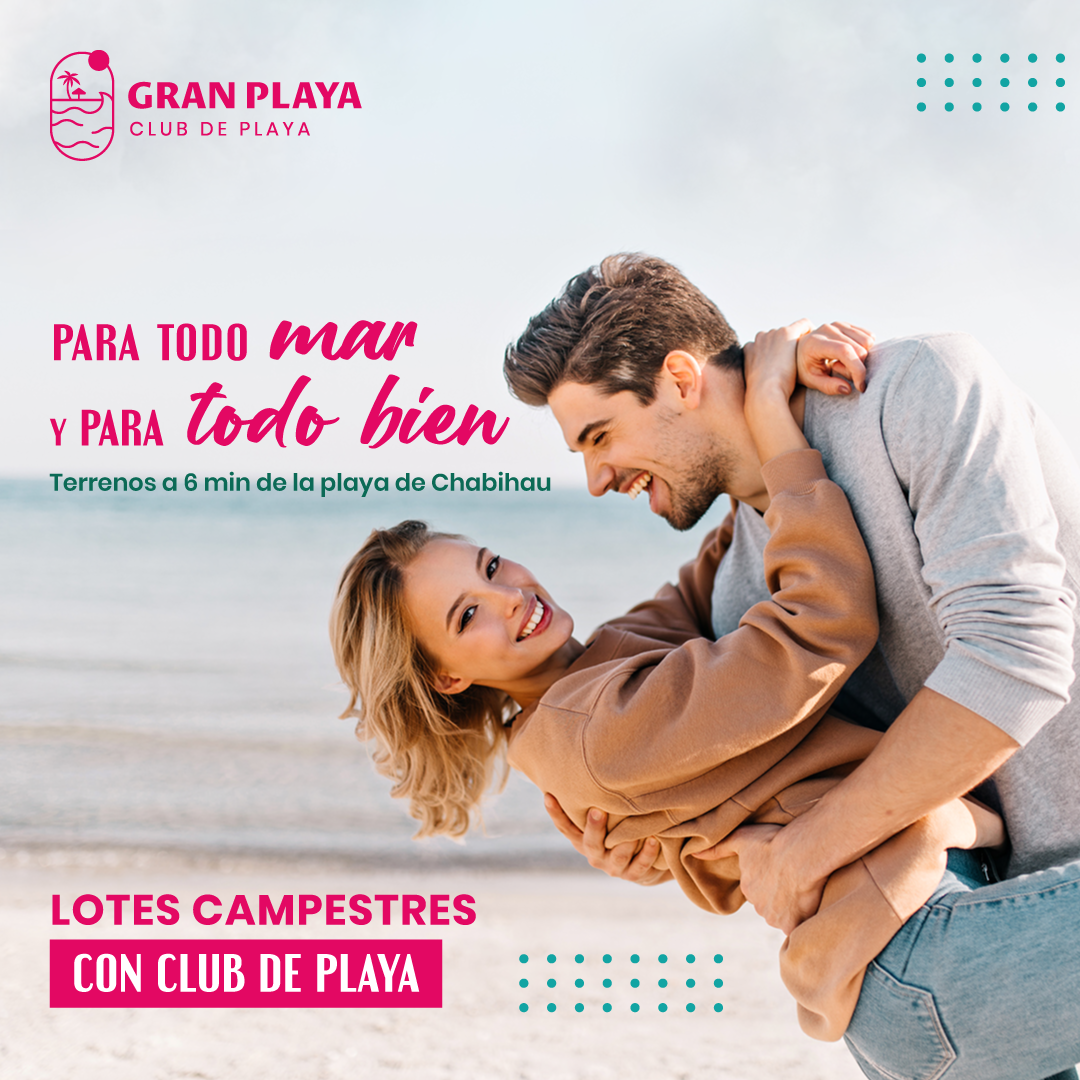 GRAN PLAYA
CLUB DE PLAYA
PARA TODO mar
Y PARA todo bien
Terrenos a 6 min de la playa de Chabihau
LOTES CAMPESTRES
CON CLUB DE PLAYA